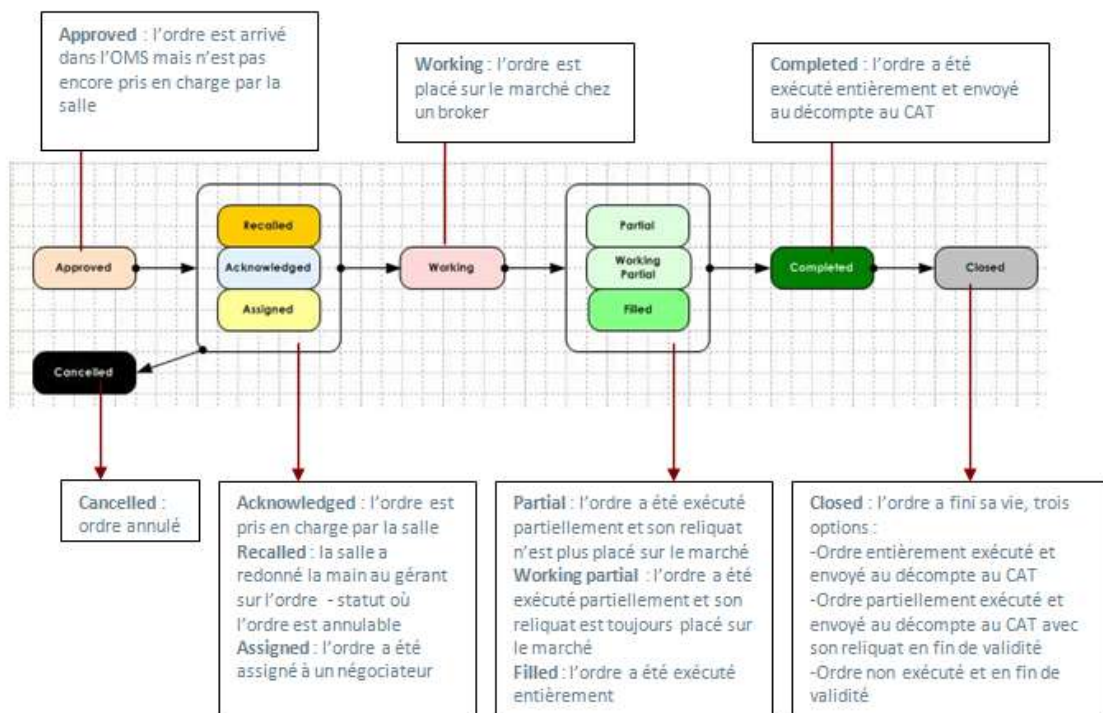 Approved : l'ordre est arrivé
dans l'OMS mais n'est pas
encore pris en charge par la
salle
Working : l'ordre est
placé sur le marché chez
un broker
Completed : l'ordre a été
exécuté entièrement et envoyé
au décompte au CAT
Approved
Recalled
Acknowledged
Assigned
Working
Partial
Working
Partial
Filled
Completed
Closed
Cancelled
Cancelled :
ordre annulé
Acknowledged : l'ordre est
pris en charge par la salle
Recalled : la salle a
redonné la main au gérant
sur l'ordre - statut où
l'ordre est annulable
Assigned : l'ordre a été
assigné à un négociateur
Partial : l'ordre a été exécuté
partiellement et son reliquat
n'est plus placé sur le marché
Working partial : l'ordre a été
exécuté partiellement et son
reliquat est toujours placé sur
le marché
Filled : l'ordre a été exécuté
entièrement
Closed : l'ordre a fini sa vie, trois
options :
-Ordre entièrement exécuté et
envoyé au décompte au CAT
-Ordre partiellement exécuté et
envoyé au décompte au CAT avec
son reliquat en fin de validité
-Ordre non exécuté et en fin de
validité